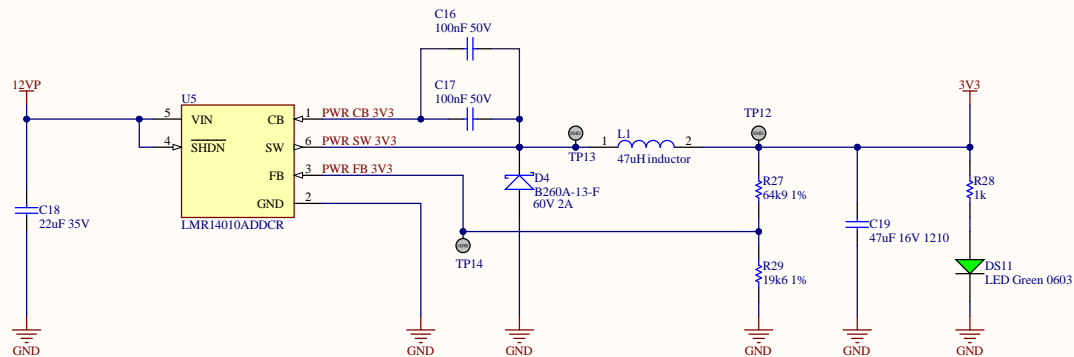 C16
100nF 50V
12VP
U5
C17
100nF 50V
3V3
5
VIN
CB
1
PWR CB 3V3
TP12
4
SHDN
SW
6
PWR SW 3V3
TP13
1
L1
2
47uH inductor
FB
3
PWR FB 3V3
D4
B260A-13-F
60V 2A
R27
64k9 1%
R28
1k
GND
2
C18
22uF 35V
LMR14010ADDCR
C19
47uF 16V 1210
TP14
R29
19k6 1%
DS11
LED Green 0603
GND
GND
GND
GND
GND
GND